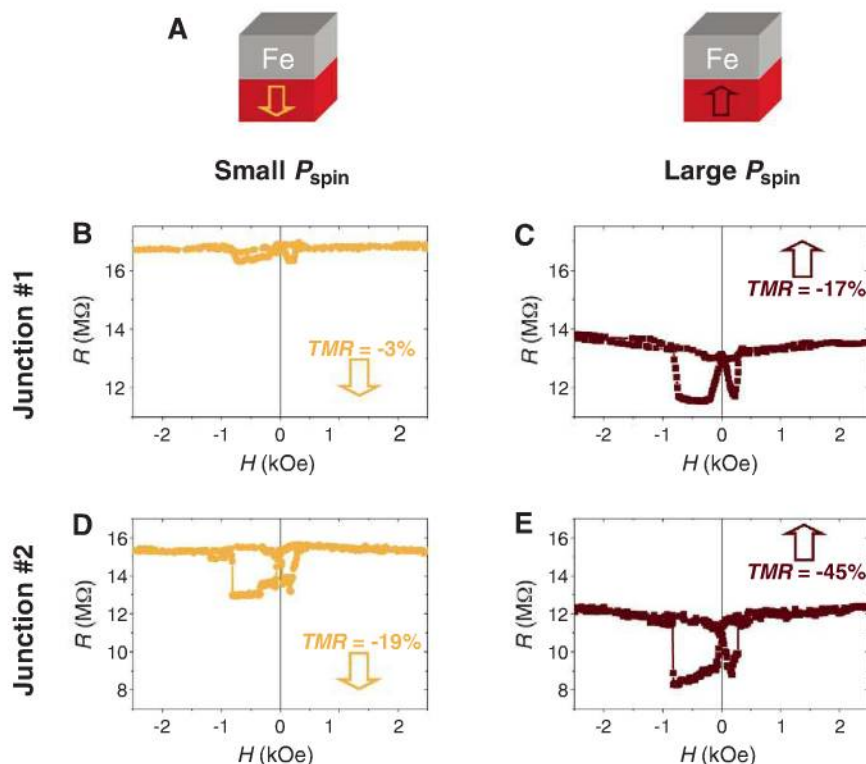 A
Fe
Fe
Small Pspin
Large Pspin
Junction #1
B
R (MΩ)
16
14
12
TMR = -3%
-2 -1 0 1 2
H (kOe)
C
R (MΩ)
16
14
12
TMR = -17%
-2 -1 0 1 2
H (kOe)
Junction #2
D
R (MΩ)
16
14
12
10
8
TMR = -19%
-2 -1 0 1 2
H (kOe)
E
R (MΩ)
16
14
12
10
8
TMR = -45%
-2 -1 0 1 2
H (kOe)